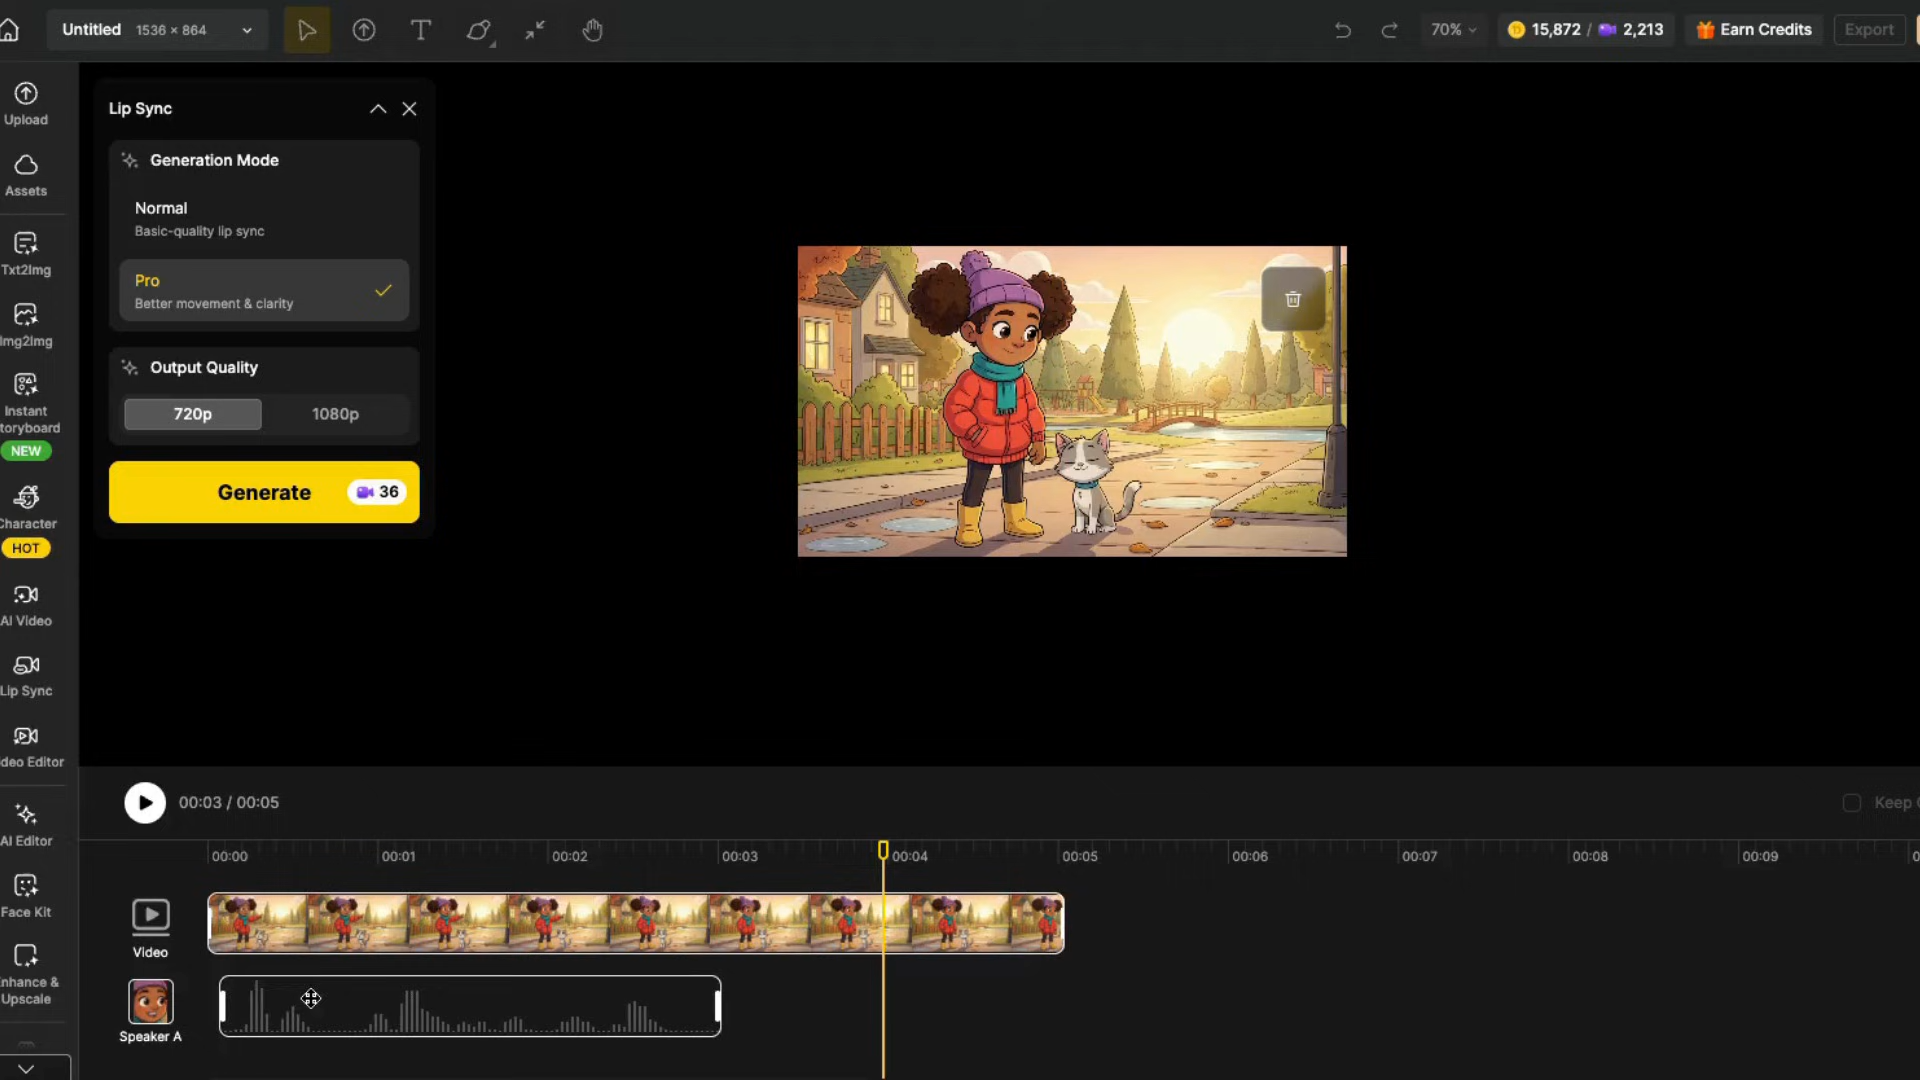 Untitled 1536 × 864
70%
15,872 / 2,213
Earn Credits
Export
Upload
Assets
Txt2Img
Img2Img
Instant
toryboard
NEW
Character
HOT
AI Video
Lip Sync
deo Editor
AI Editor
Face Kit
Enhance &
Upscale
Lip Sync
Generation Mode
Normal
Basic-quality lip sync
Pro
Better movement & clarity
Output Quality
720p 1080p
Generate 36
00:03 / 00:05
Keep
00:00 00:01 00:02 00:03 00:04 00:05 00:06 00:07 00:08 00:09
Video
Speaker A